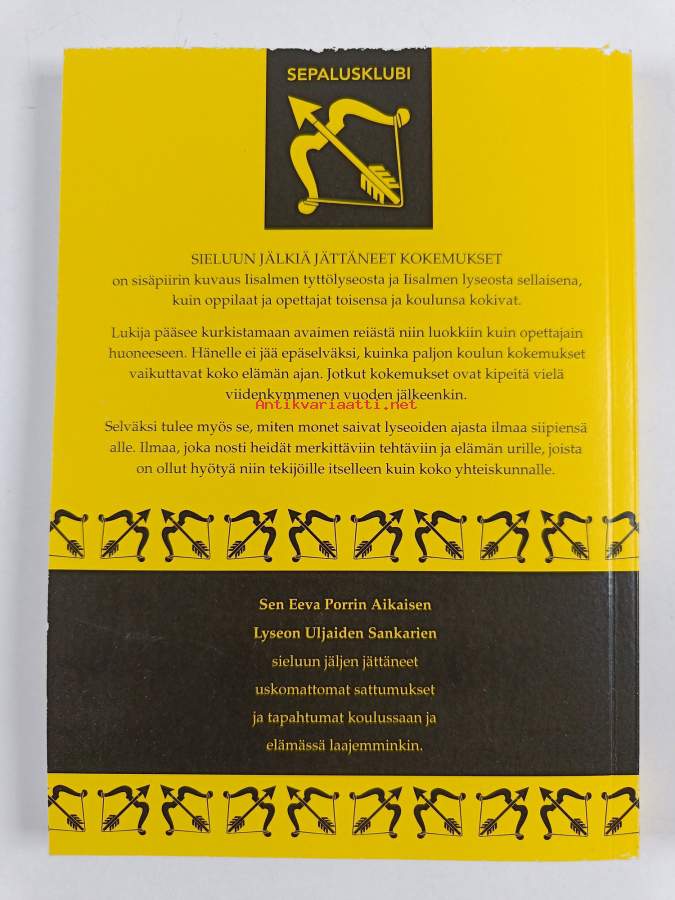 SEPALUSKLUBI
SIELUUN JÄLKIÄ JÄTTÄNEET KOKEMUKSET
on sisäpiirin kuvaus Iisalmen tyttölyseosta ja Iisalmen lyseosta sellaisena,
kuin oppilaat ja opettajat toisensa ja koulunsa kokivat.
Lukija pääsee kurkistamaan avaimen reiästä niin luokkiin kuin opettajain
huoneeseen. Hänelle ei jää epäselväksi, kuinka paljon koulun kokemukset
vaikuttavat koko elämän ajan. Jotkut kokemukset ovat kipeitä vielä
viidenkymmenen vuoden jälkeenkin.
Antikvariaatti.net
Selväksi tulee myös se, miten monet saivat lyseoiden ajasta ilmaa siipiensä
alle. Ilmaa, joka nosti heidät merkittäviin tehtäviin ja elämän urille, joista
on ollut hyötyä niin tekijöille itselleen kuin koko yhteiskunnalle.
Sen Eeva Porrin Aikaisen
Lyseon Uljaiden Sankarien
sieluun jäljen jättäneet
uskomattomat sattumukset
ja tapahtumat koulussaan ja
elämässä laajemminkin.